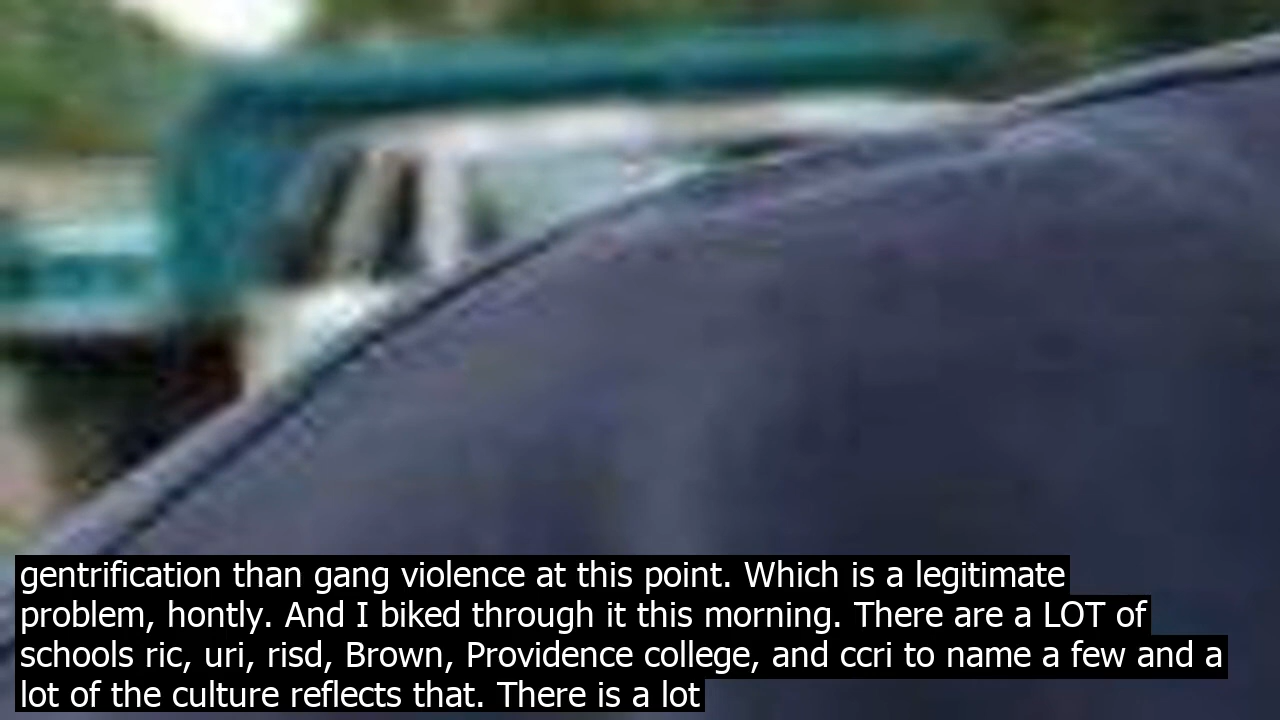 gentrification than gang violence at this point. Which is a legitimate
problem, hontly. And I biked through it this morning. There are a LOT of
schools ric, uri, risd, Brown, Providence college, and ccri to name a few and a
lot of the culture reflects that. There is a lot